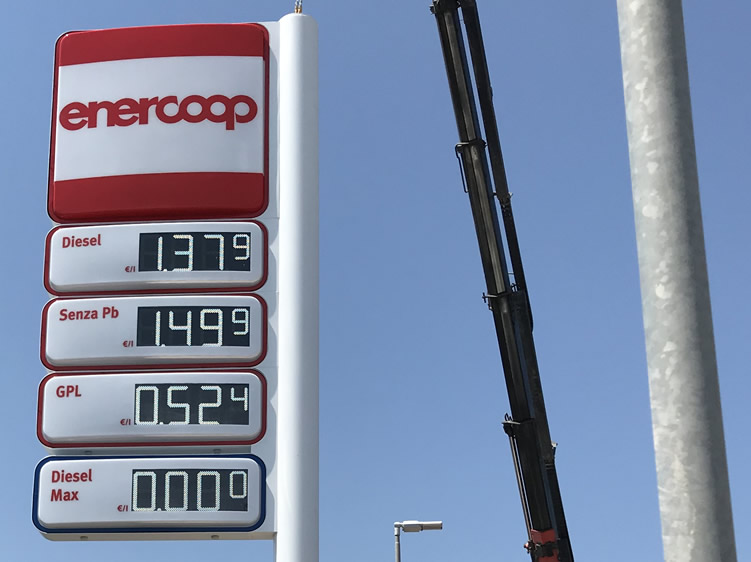 enercoop
Diesel
€/l 1.379
Senza Pb
€/l 1.499
GPL
€/l 0.524
Diesel
Max
€/l 0.000